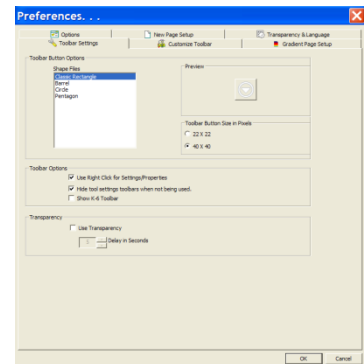 Preferences. . .
Options
New Page Setup
Transparency & Language
Toolbar Settings
Customize Toolbar
Gradient Page Setup
Toolbar Button Options
Shape Files
Classic Rectangle
Barrel
Circle
Pentagon
Preview
Toolbar Button Size in Pixels
22 X 22
40 X 40
Toolbar Options
Use Right Click for Settings/Properties
Hide tool settings toolbars when not being used.
Show K-6 Toolbar
Transparency
Use Transparency
Delay in Seconds
OK
Cancel